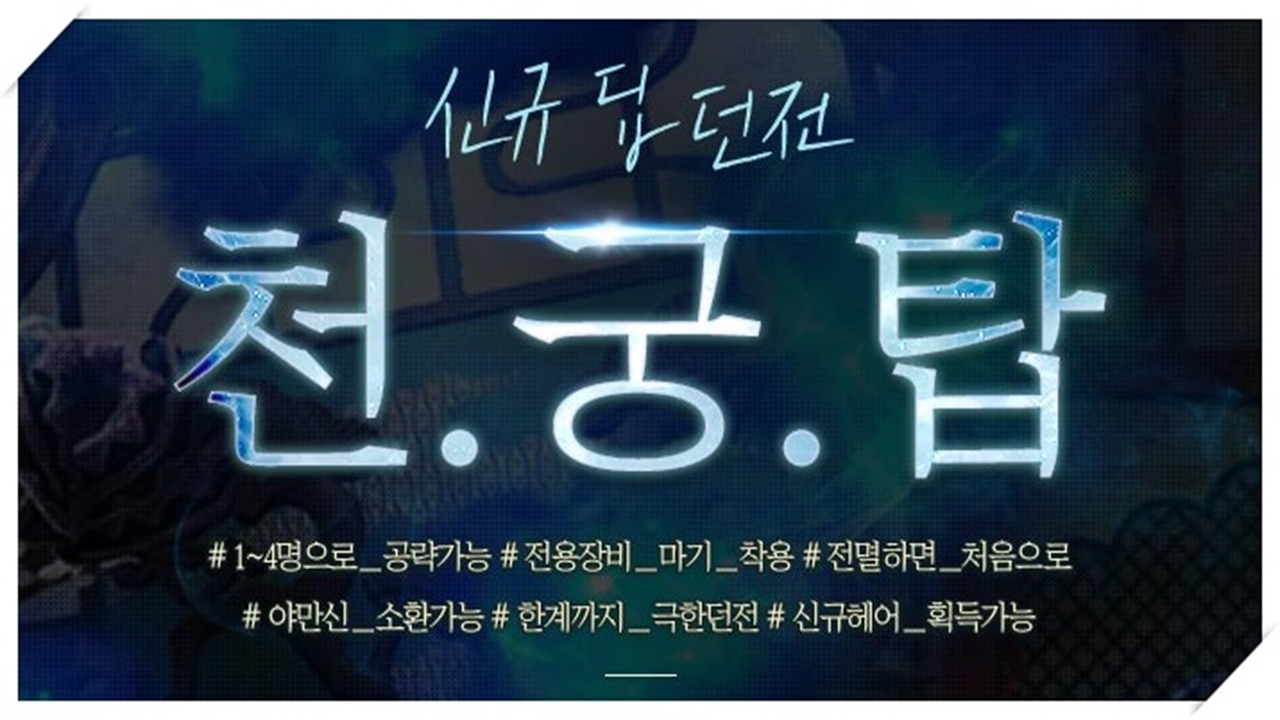 신규 딥 던전
천.궁.탑
# 1~4명으로_공략가능 # 전용장비_마기_착용 # 전멸하면_처음으로
# 야만신_소환가능 # 한계까지_극한던전 # 신규헤어_획득가능